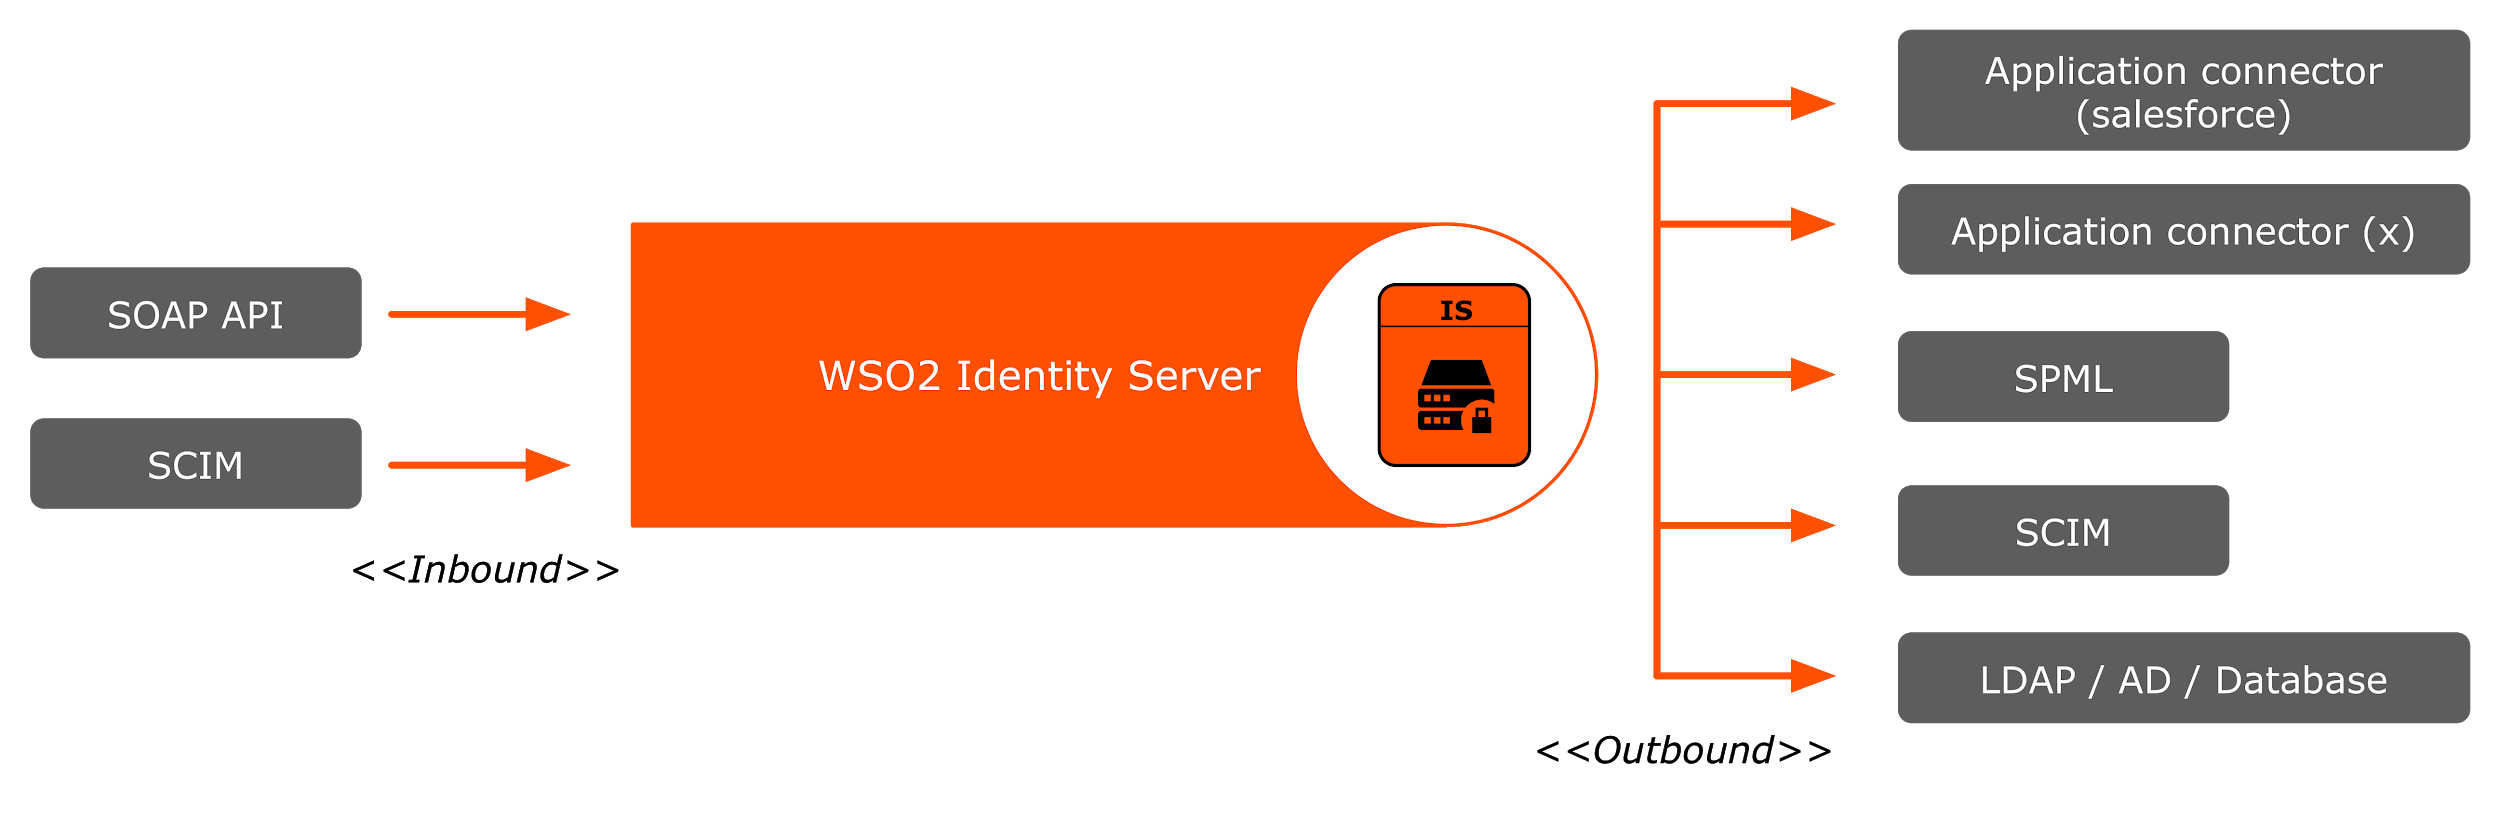 SOAP API
SCIM
<<Inbound>>
WSO2 Identity Server
IS
Application connector
(salesforce)
Application connector (x)
SPML
SCIM
LDAP / AD / Database
<<Outbound>>